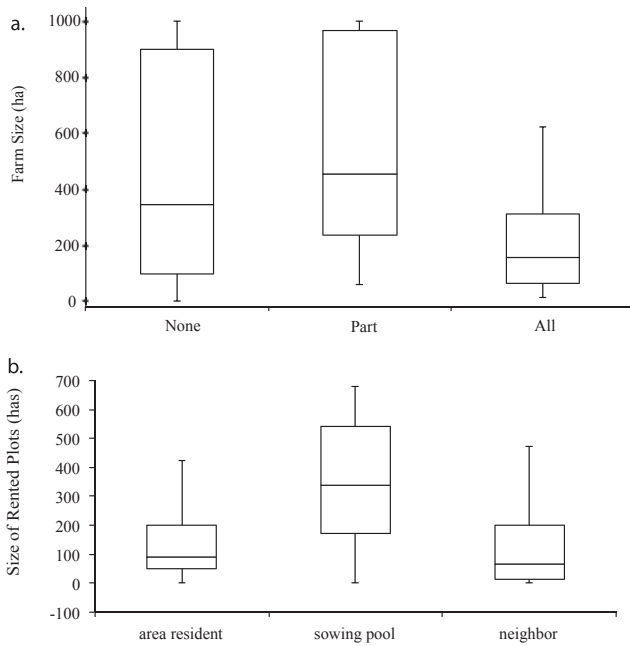 a.
Farm Size (ha)
1000
800
600
400
200
0
None Part All
b.
Size of Rented Plots (has)
700
600
500
400
300
200
100
0
-100
area resident sowing pool neighbor